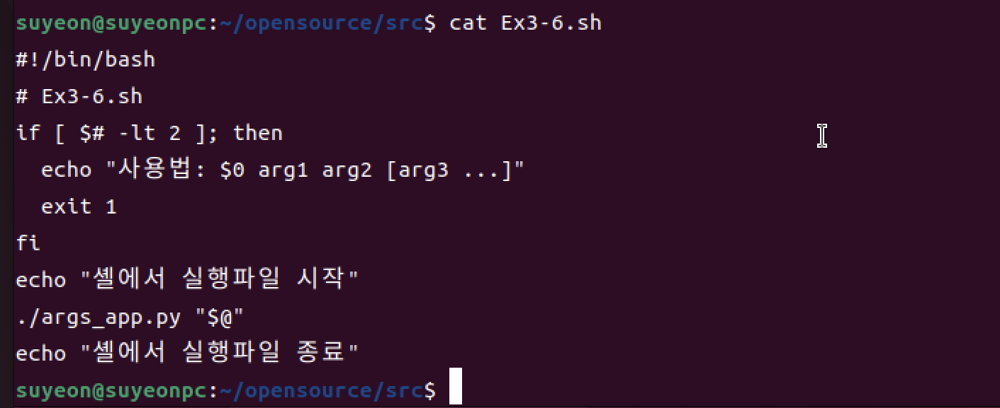 suyeon@suyeonpc:~/opensource/src$ cat Ex3-6.sh
#!/bin/bash
# Ex3-6.sh
if [ $# -lt 2 ]; then
  echo "사용법: $0 arg1 arg2 [arg3 ...]"
  exit 1
fi
echo "셸에서 실행파일 시작"
./args_app.py "$@"
echo "셸에서 실행파일 종료"
suyeon@suyeonpc:~/opensource/src$